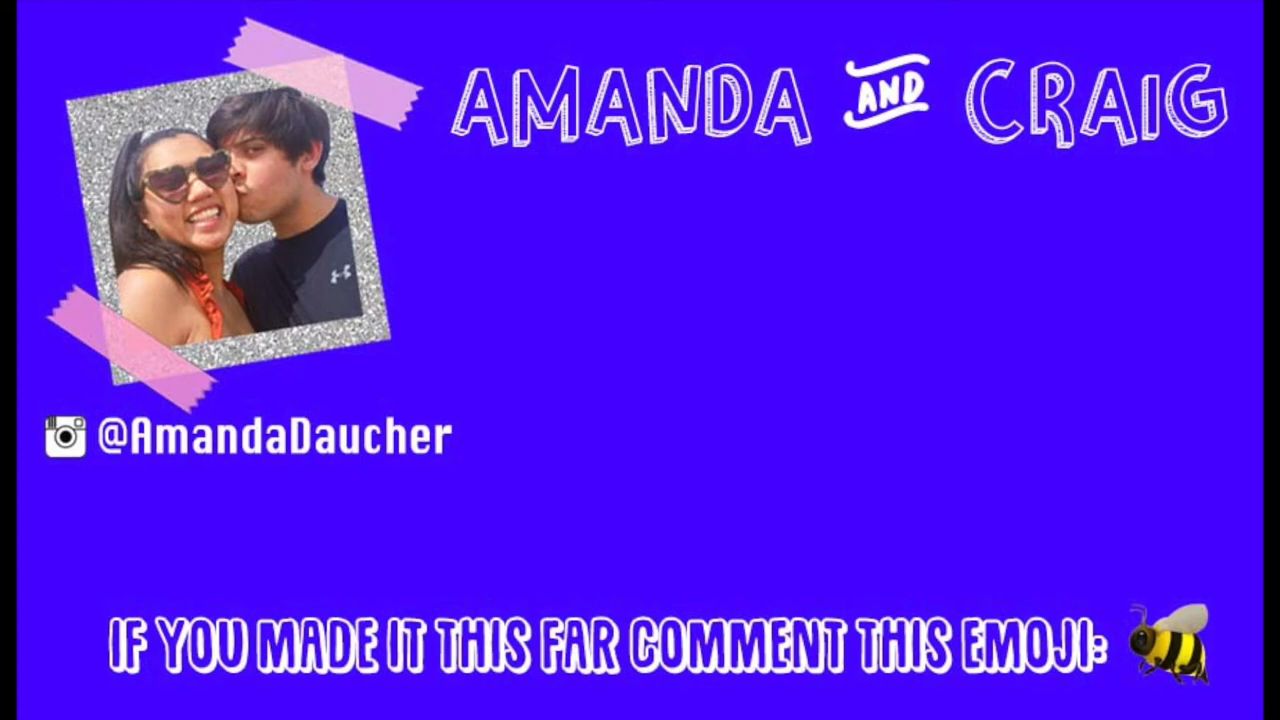 AMANDA AND CRAIG
@AmandaDaucher
IF YOU MADE IT THIS FAR COMMENT THIS EMOJI: